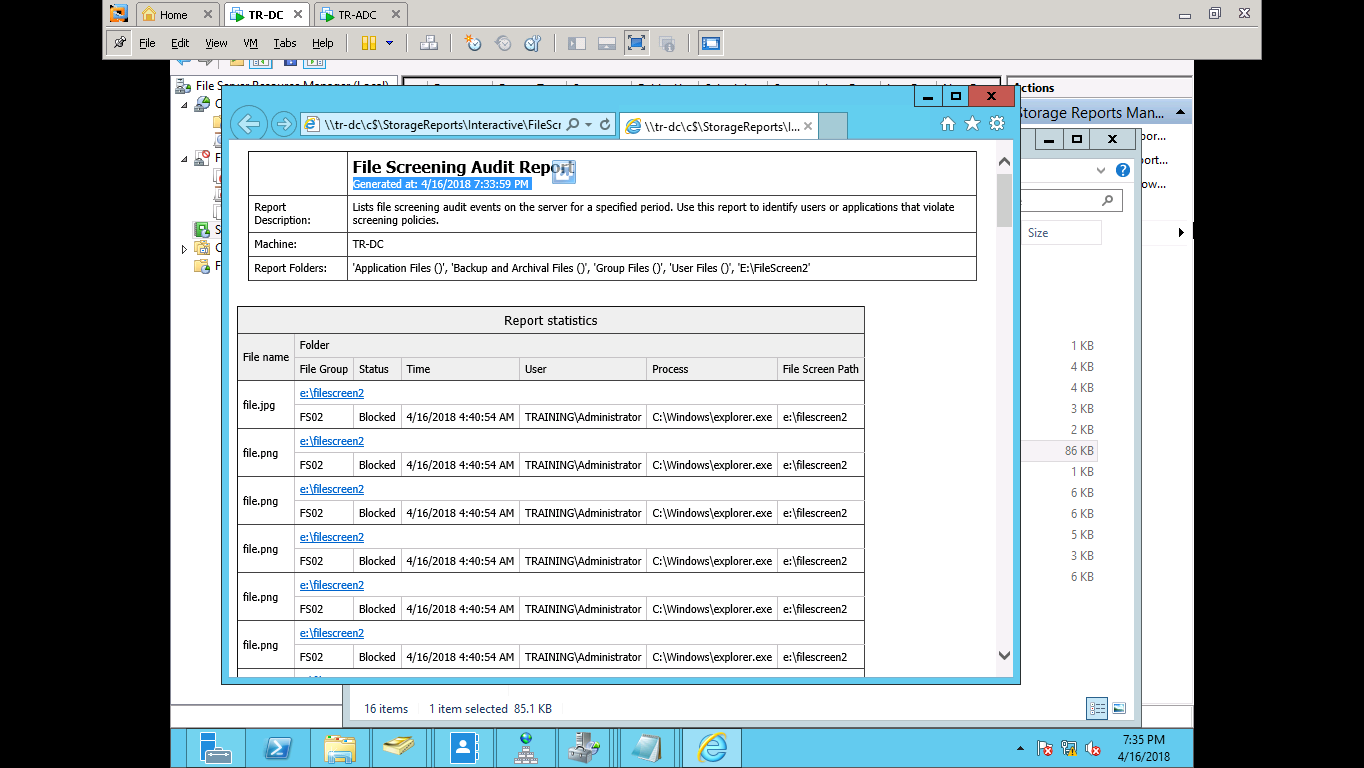 Home
TR-DC
TR-ADC
File Edit View VM Tabs Help
File Server Resource Manager (Local)
Actions
Storage Reports Man...
\\tr-dc\c$\StorageReports\Interactive\FileScr
\\tr-dc\c$\StorageReports\I...
File Screening Audit Report
Generated at: 4/16/2018 7:33:59 PM
Report Description: Lists file screening audit events on the server for a specified period. Use this report to identify users or applications that violate
screening policies.
Machine: TR-DC
Report Folders: 'Application Files ()', 'Backup and Archival Files ()', 'Group Files ()', 'User Files ()', 'E:\FileScreen2'
Report statistics
File name Folder
File Group Status Time User Process File Screen Path
file.jpg e:\filescreen2
FS02 Blocked 4/16/2018 4:40:54 AM TRAINING\Administrator C:\Windows\explorer.exe e:\filescreen2
file.png e:\filescreen2
FS02 Blocked 4/16/2018 4:40:54 AM TRAINING\Administrator C:\Windows\explorer.exe e:\filescreen2
file.png e:\filescreen2
FS02 Blocked 4/16/2018 4:40:54 AM TRAINING\Administrator C:\Windows\explorer.exe e:\filescreen2
file.png e:\filescreen2
FS02 Blocked 4/16/2018 4:40:54 AM TRAINING\Administrator C:\Windows\explorer.exe e:\filescreen2
file.png e:\filescreen2
FS02 Blocked 4/16/2018 4:40:54 AM TRAINING\Administrator C:\Windows\explorer.exe e:\filescreen2
file.png e:\filescreen2
FS02 Blocked 4/16/2018 4:40:54 AM TRAINING\Administrator C:\Windows\explorer.exe e:\filescreen2
por...
port...
ow...
Size
1 KB
4 KB
4 KB
3 KB
2 KB
86 KB
1 KB
6 KB
6 KB
5 KB
3 KB
6 KB
16 items 1 item selected 85.1 KB
7:35 PM
4/16/2018